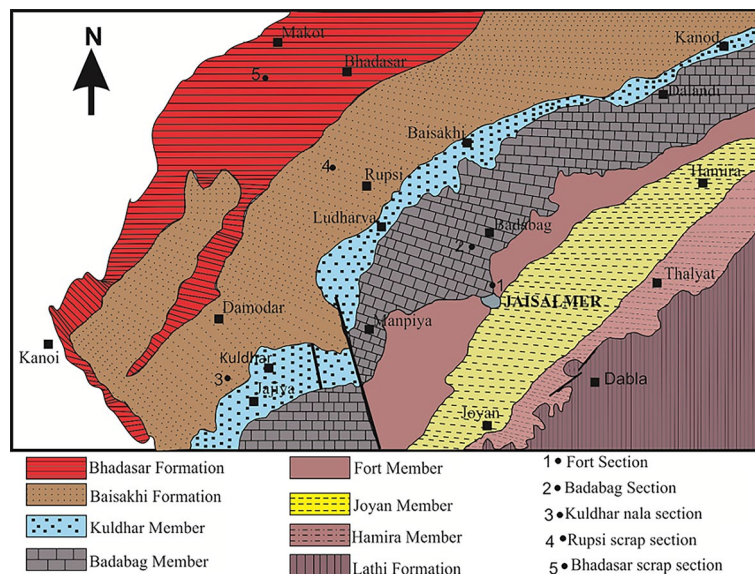 N
Makot
Kanod
Bhadasar
5
Dalandi
Baisakhi
4
Rupsi
Hamira
Ludharva
Badabag
2
Thalyat
1
JAISALMER
Damodar
Manpiya
Kanoi
Kuldhar
3
Jajiya
Dabla
Joyan
Bhadasar Formation
Baisakhi Formation
Kuldhar Member
Badabag Member
Fort Member
Joyan Member
Hamira Member
Lathi Formation
1 Fort Section
2 Badabag Section
3 Kuldhar nala section
4 Rupsi scrap section
5 Bhadasar scrap section